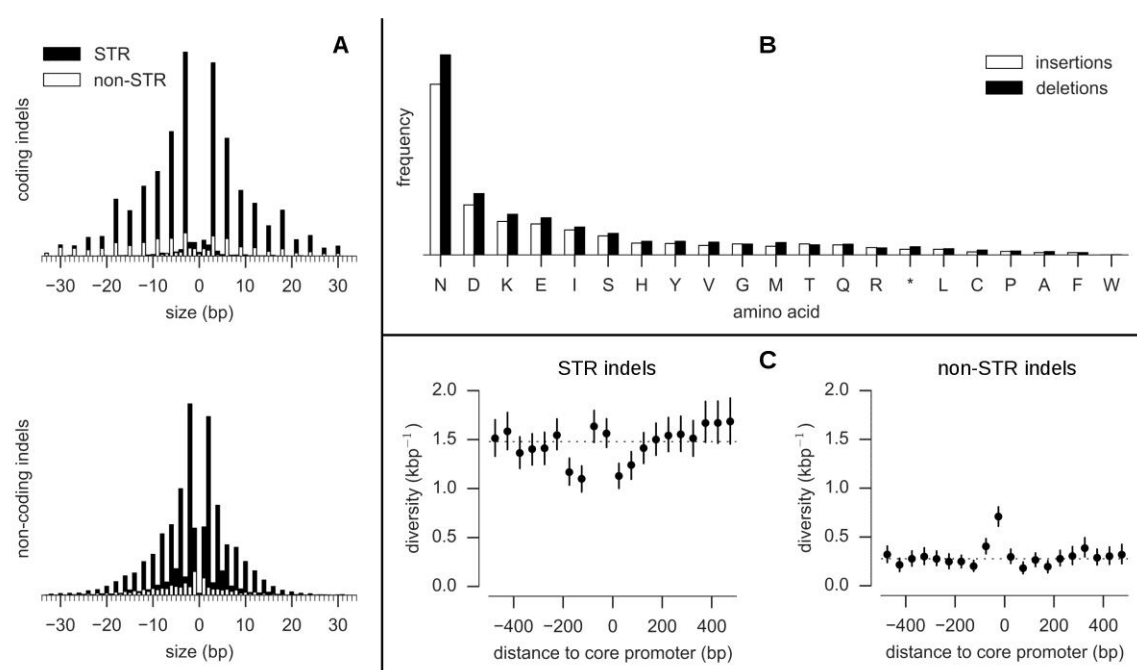 A
STR
non-STR
coding indels
−30 −20 −10 0 10 20 30
size (bp)
non-coding indels
−30 −20 −10 0 10 20 30
size (bp)
B
insertions
deletions
frequency
N D K E I S H Y V G M T Q R * L C P A F W
amino acid
C
STR indels
diversity (kbp⁻¹)
2.0
1.5
1.0
0.5
0.0
−400 −200 0 200 400
distance to core promoter (bp)
non-STR indels
diversity (kbp⁻¹)
2.0
1.5
1.0
0.5
0.0
−400 −200 0 200 400
distance to core promoter (bp)